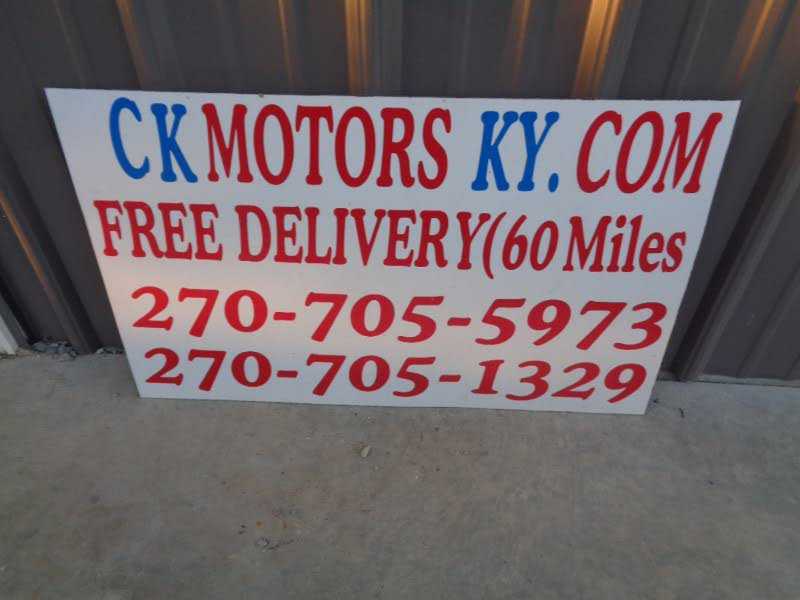 CK MOTORS KY. COM
FREE DELIVERY(60 Miles
270-705-5973
270-705-1329